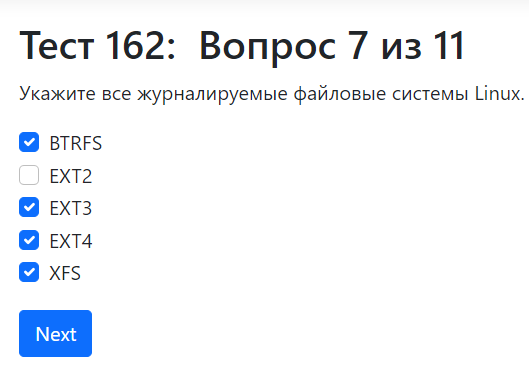 Тест 162: Вопрос 7 из 11
Укажите все журналируемые файловые системы Linux.
BTRFS
EXT2
EXT3
EXT4
XFS
Next